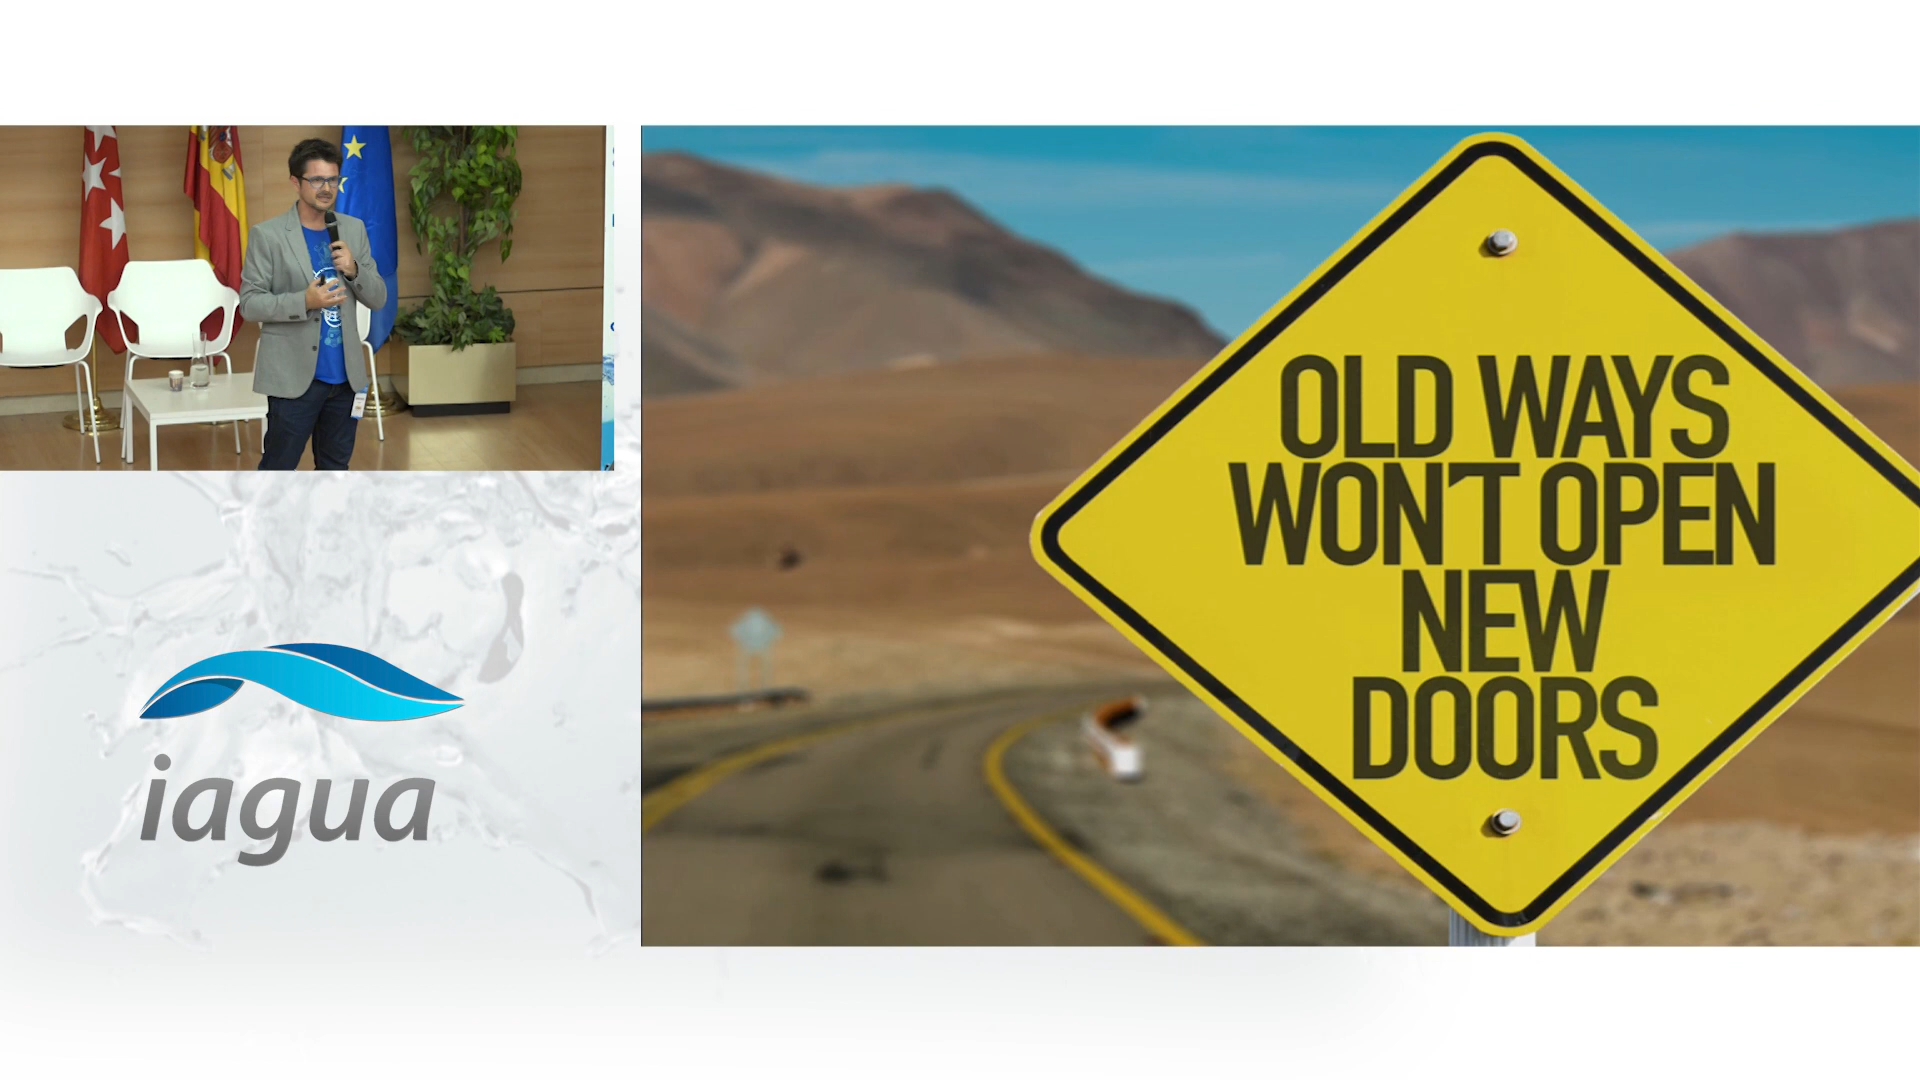 iagua
OLD WAYS
WON'T OPEN
NEW
DOORS